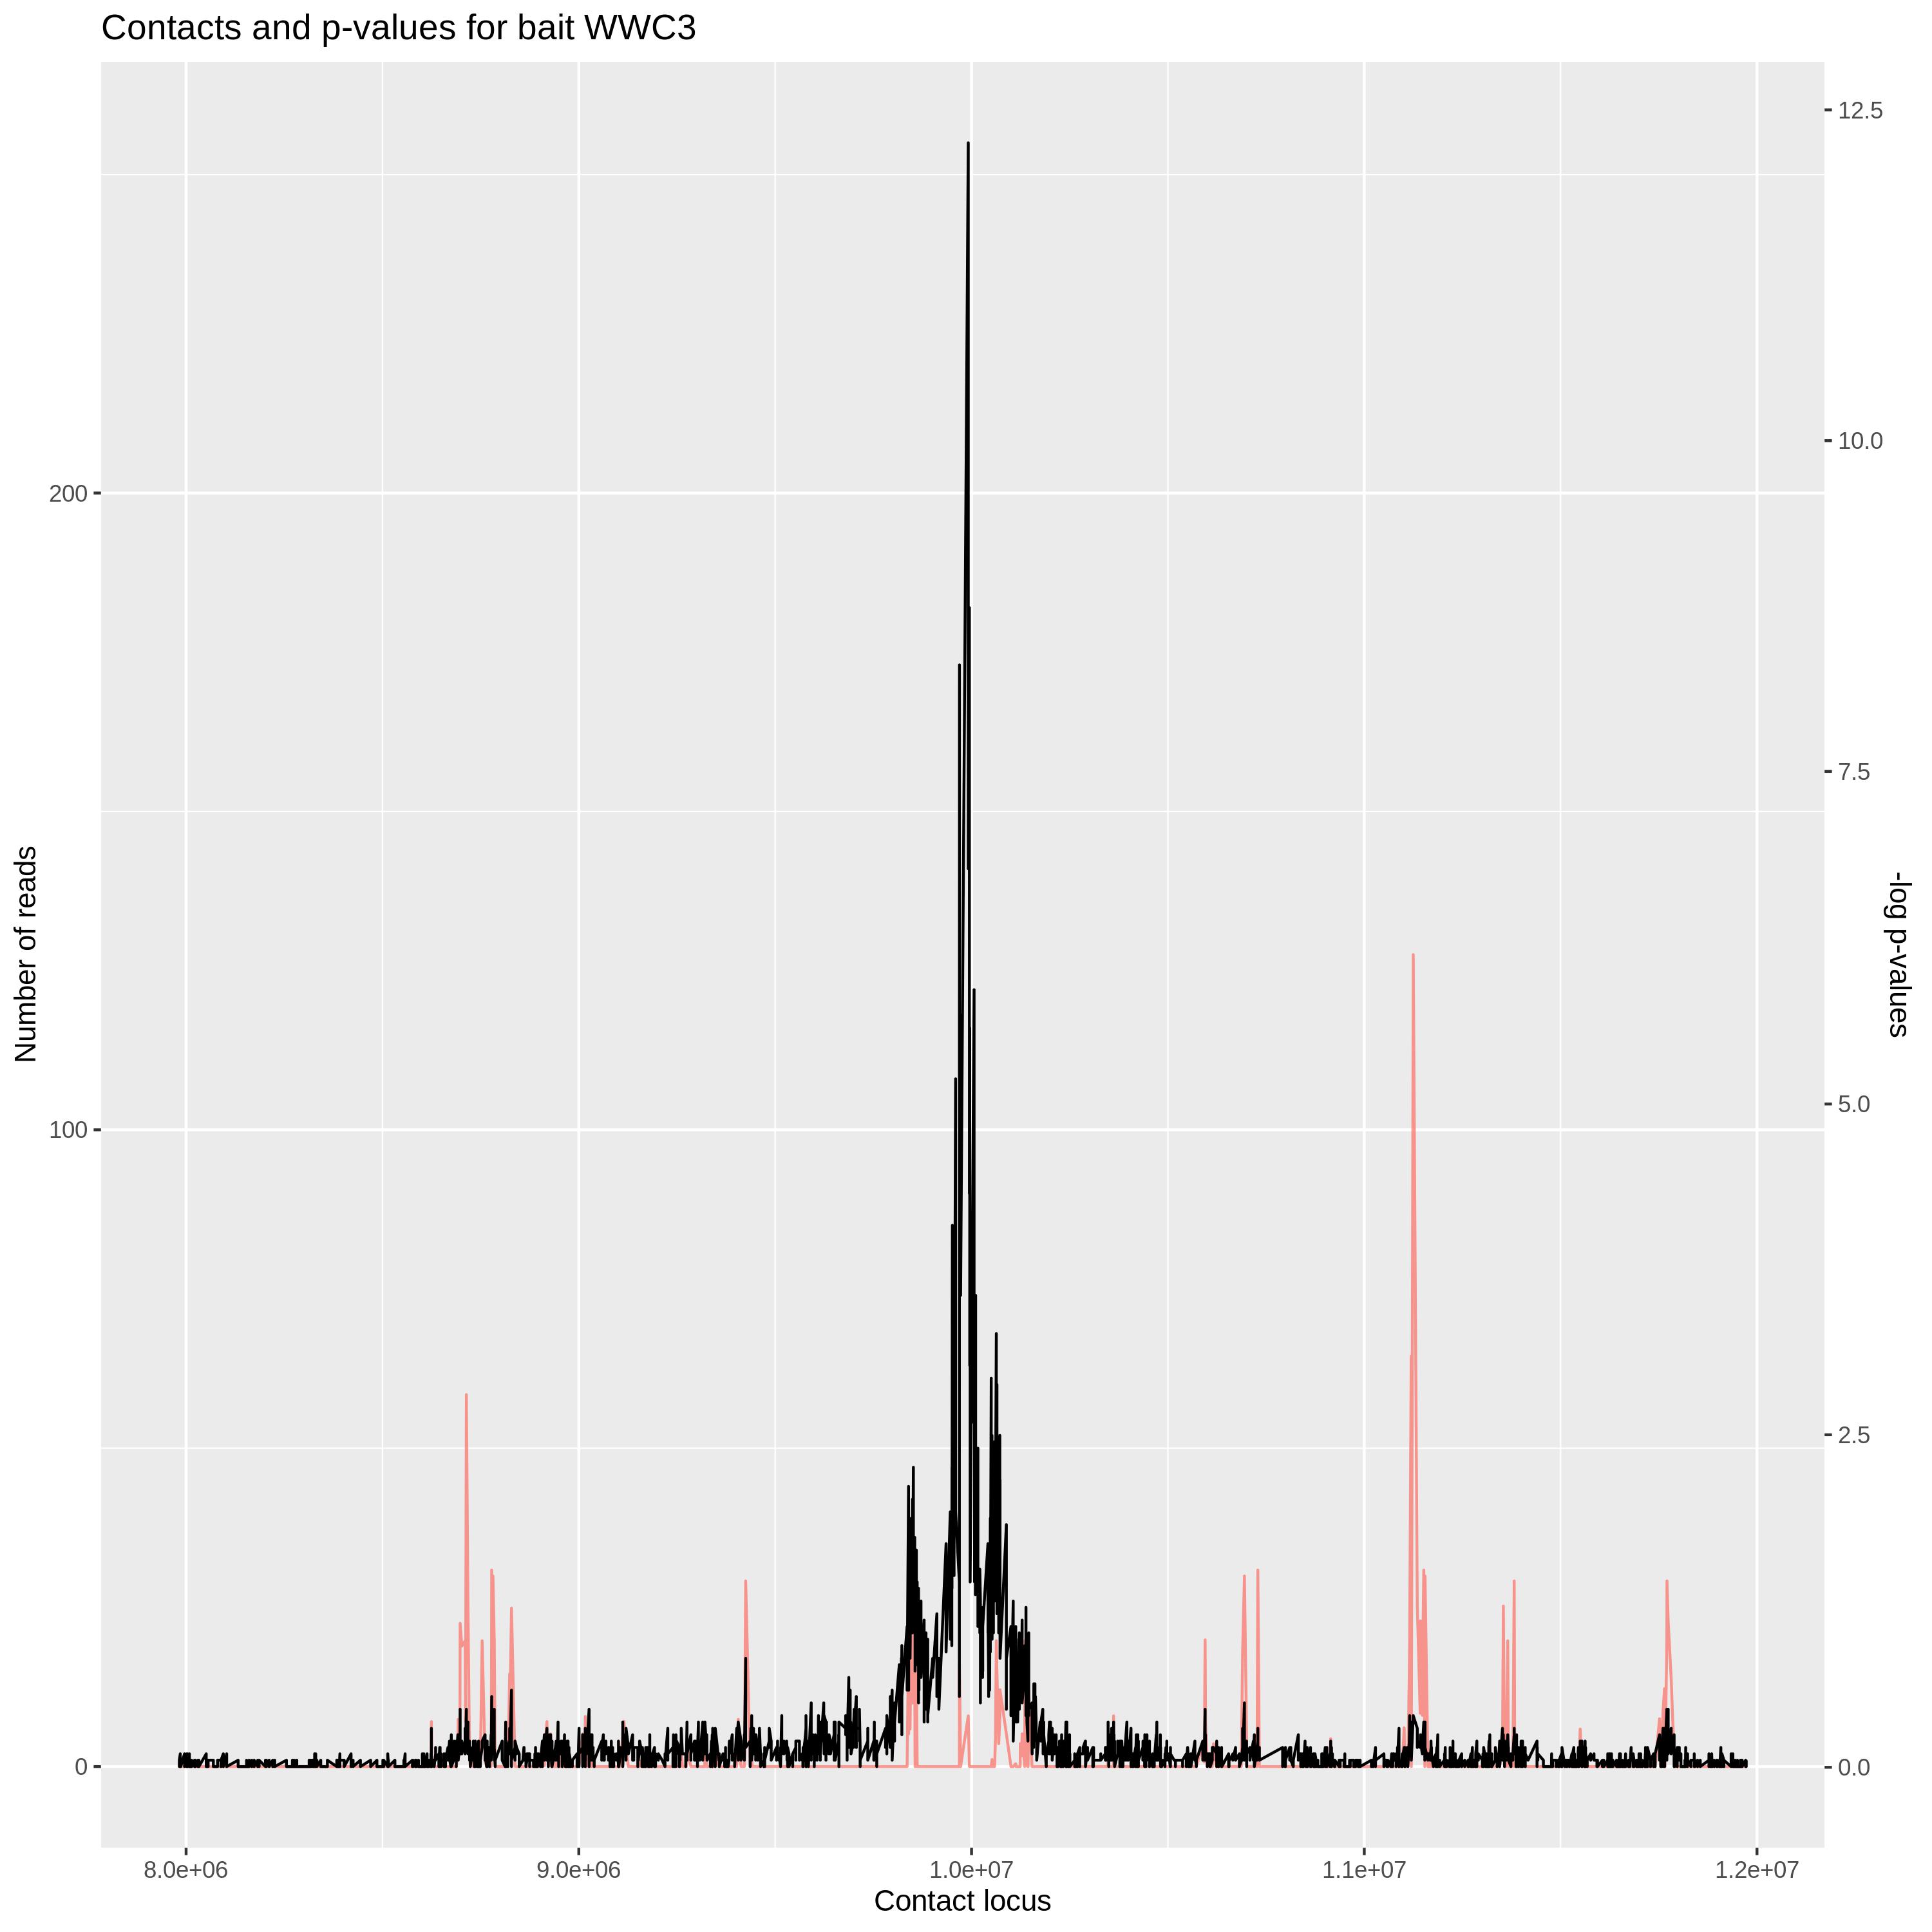 Contacts and p-values for bait WWC3
12.5
10.0
200
7.5
Number of reads
-log p-values
100
5.0
2.5
0
0.0
8.0e+06
9.0e+06
1.0e+07
1.1e+07
1.2e+07
Contact locus